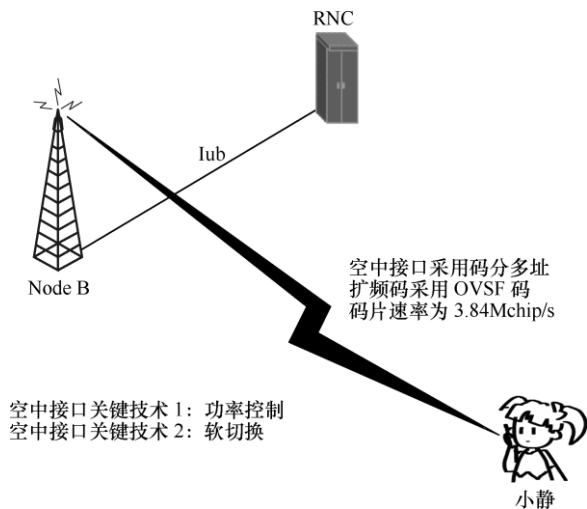 RNC
Iub
Node B
空中接口采用码分多址
扩频码采用 OVSF 码
码片速率为 3.84Mchip/s
空中接口关键技术 1：功率控制
空中接口关键技术 2：软切换
小静